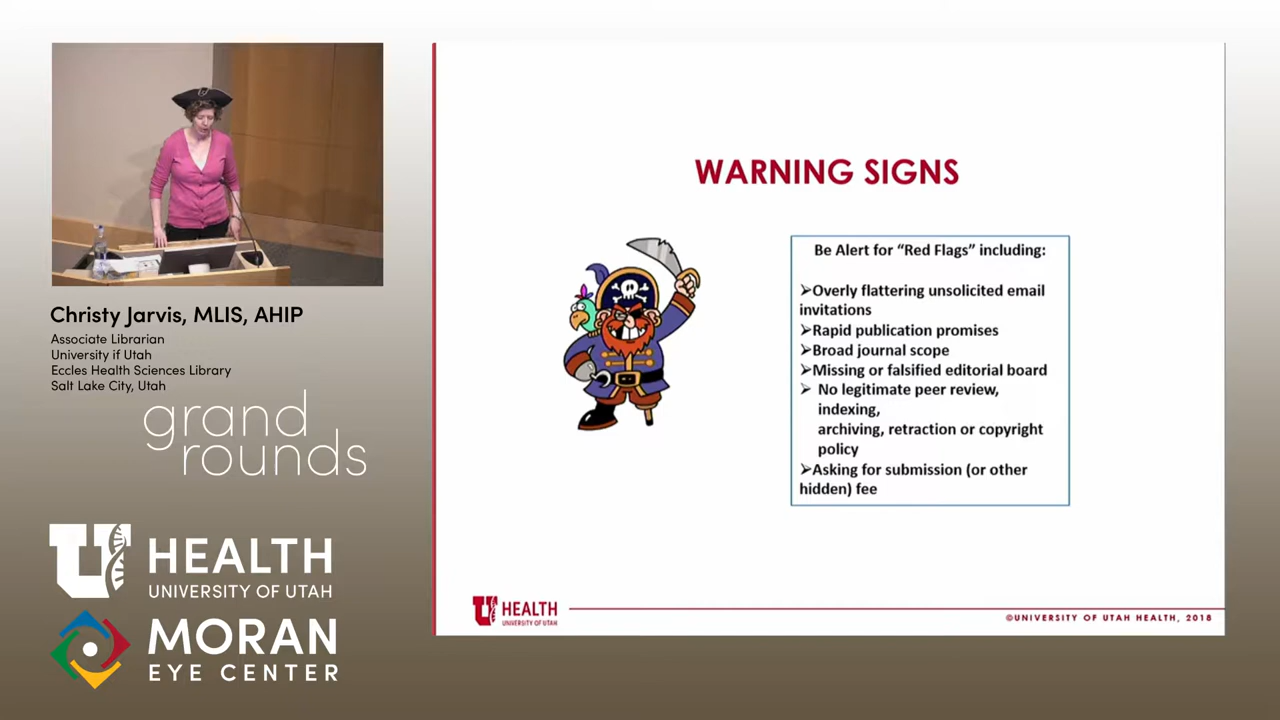 Christy Jarvis, MLIS, AHIP
Associate Librarian
University if Utah
Eccles Health Sciences Library
Salt Lake City, Utah
grand
rounds
U HEALTH
UNIVERSITY OF UTAH
MORAN
EYE CENTER
WARNING SIGNS
Be Alert for “Red Flags” including:
➢Overly flattering unsolicited email
invitations
➢Rapid publication promises
➢Broad journal scope
➢Missing or falsified editorial board
➢ No legitimate peer review,
indexing,
archiving, retraction or copyright
policy
➢Asking for submission (or other
hidden) fee
U HEALTH
UNIVERSITY OF UTAH
©UNIVERSITY OF UTAH HEALTH, 2018